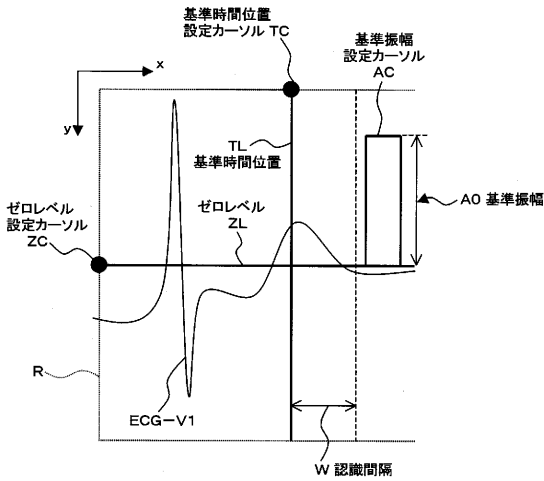 基準時間位置
設定カーソル TC
基準振幅
設定カーソル
AC
x
y
TL
基準時間位置
A0 基準振幅
ゼロレベル
設定カーソル
ZC
ゼロレベル
ZL
R
ECG－V1
W 認識間隔